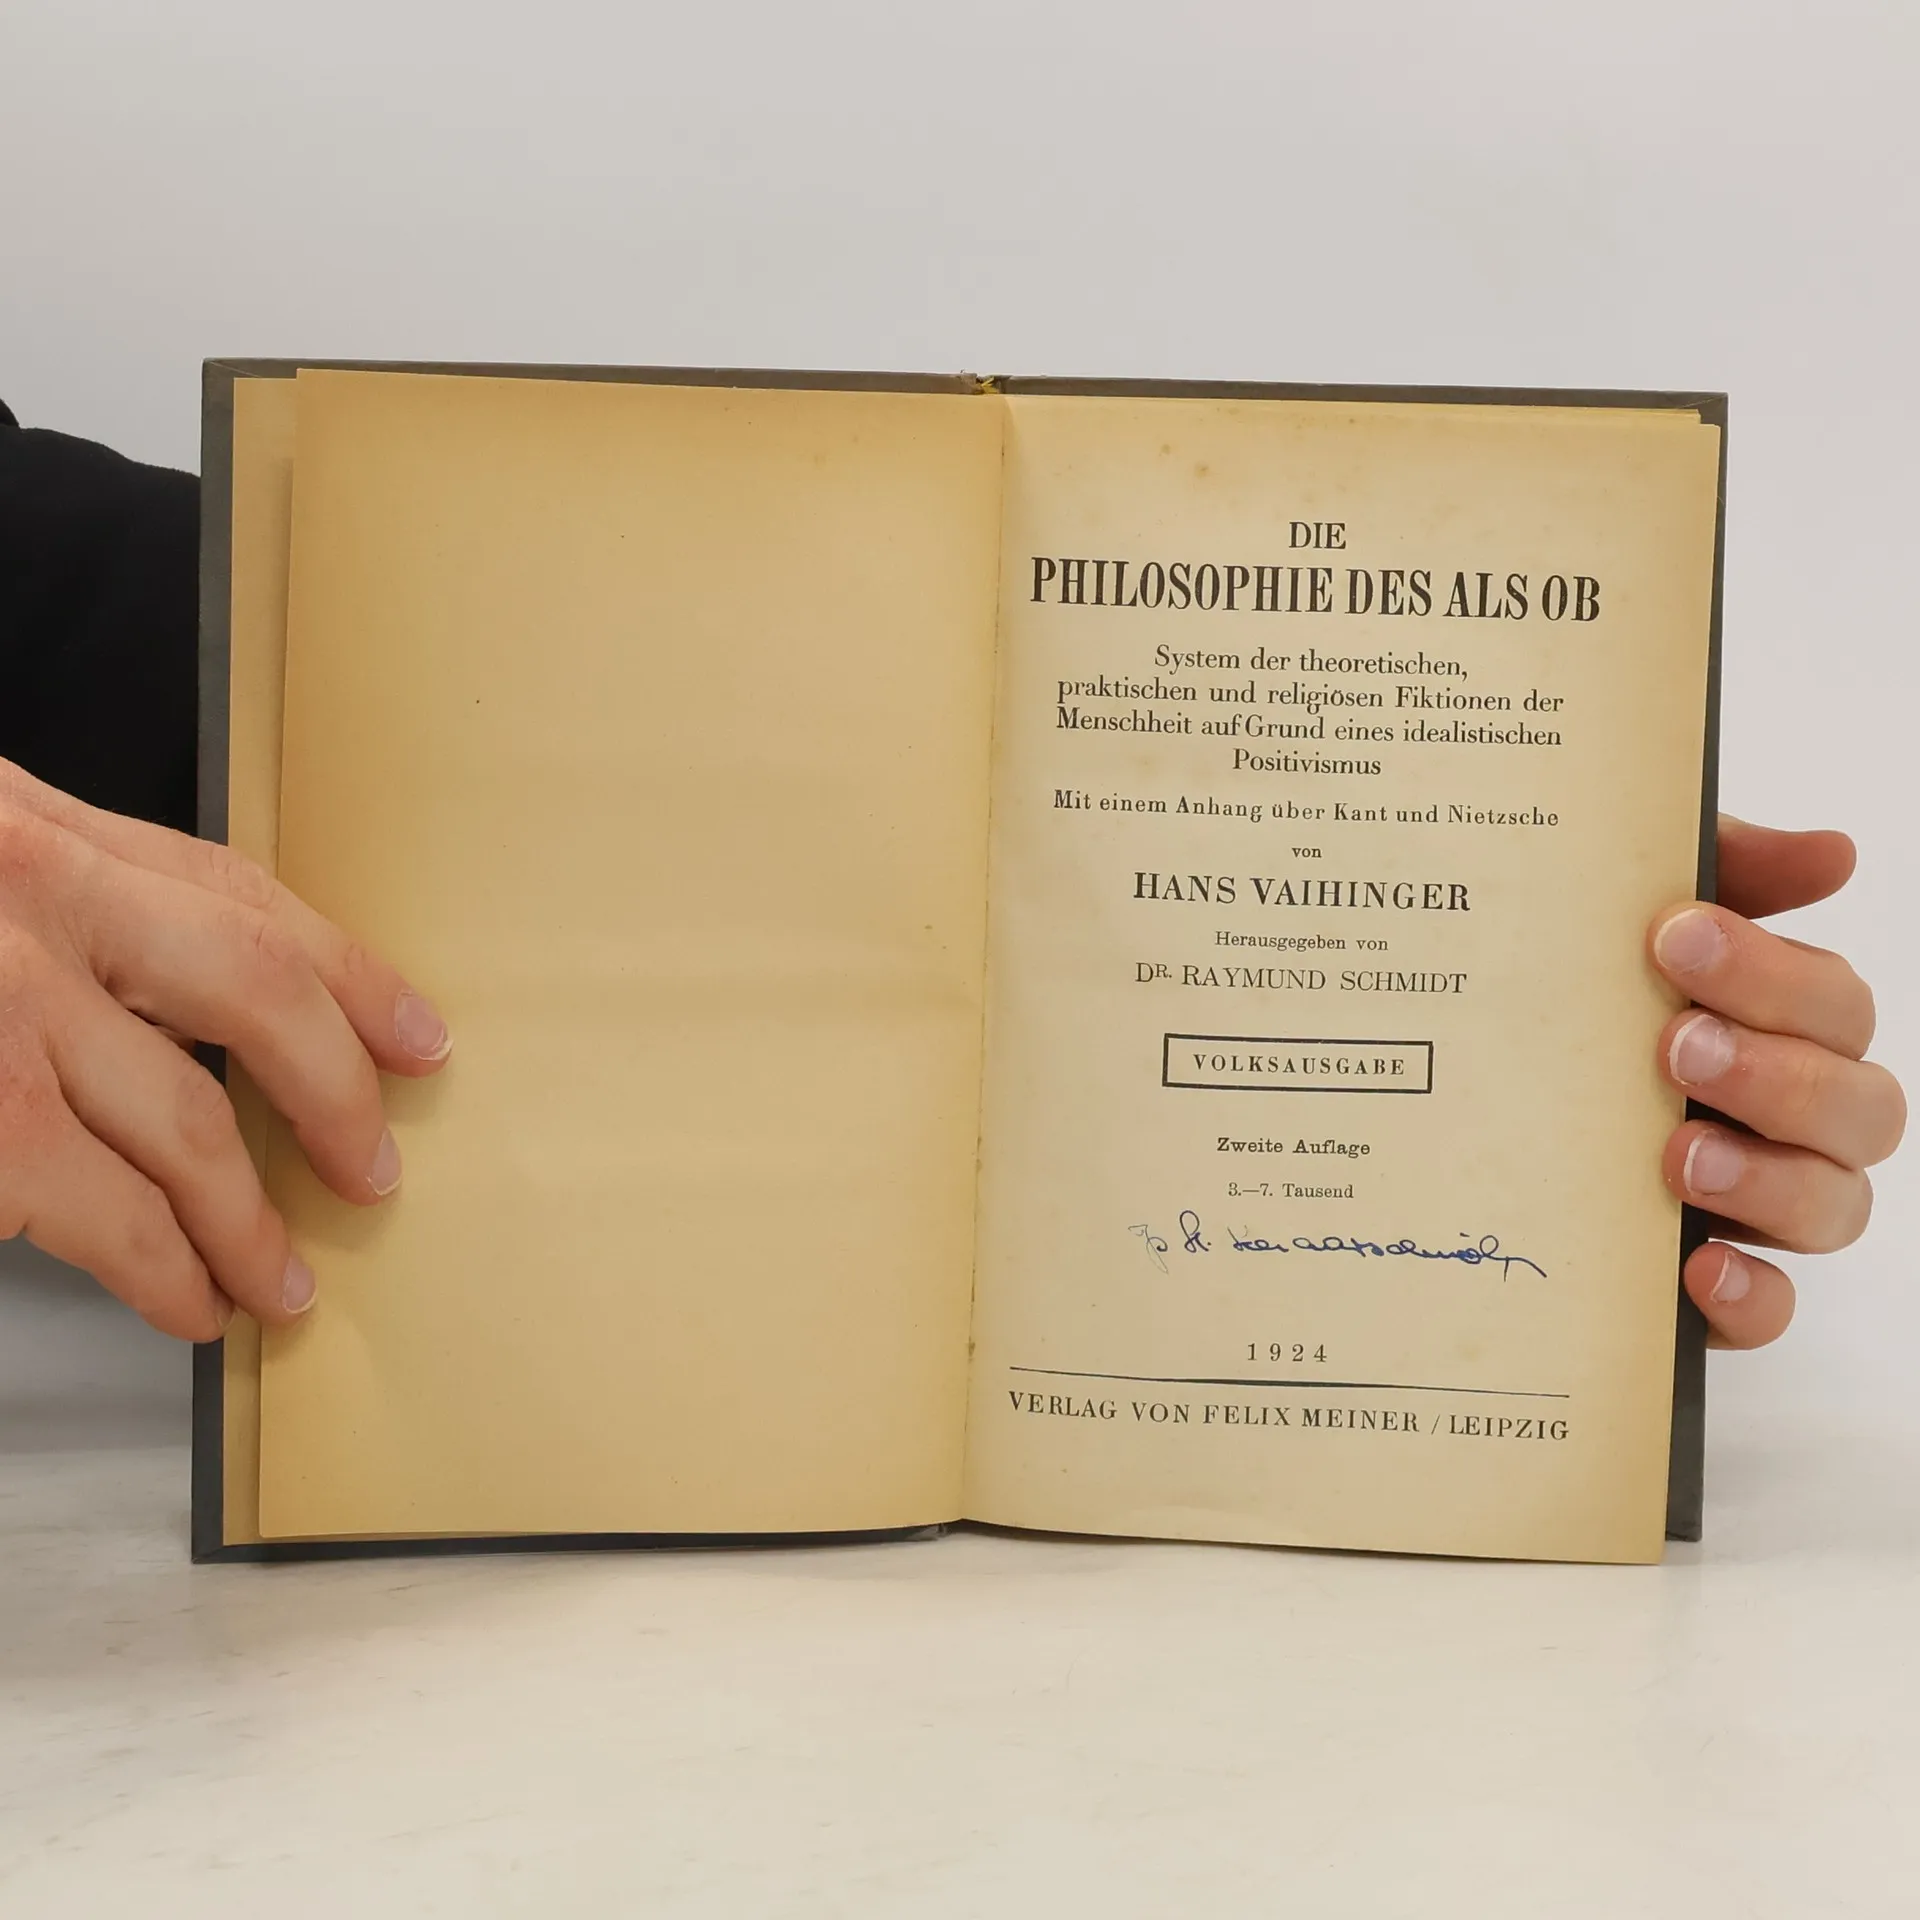 DIE
PHILOSOPHIE DES ALS OB
System der theoretischen,
praktischen und religiösen Fiktionen der
Menschheit auf Grund eines idealistischen
Positivismus
Mit einem Anhang über Kant und Nietzsche
von
HANS VAIHINGER
Herausgegeben von
DR. RAYMUND SCHMIDT
VOLKSAUSGABE
Zweite Auflage
3.—7. Tausend
1924
VERLAG VON FELIX MEINER / LEIPZIG